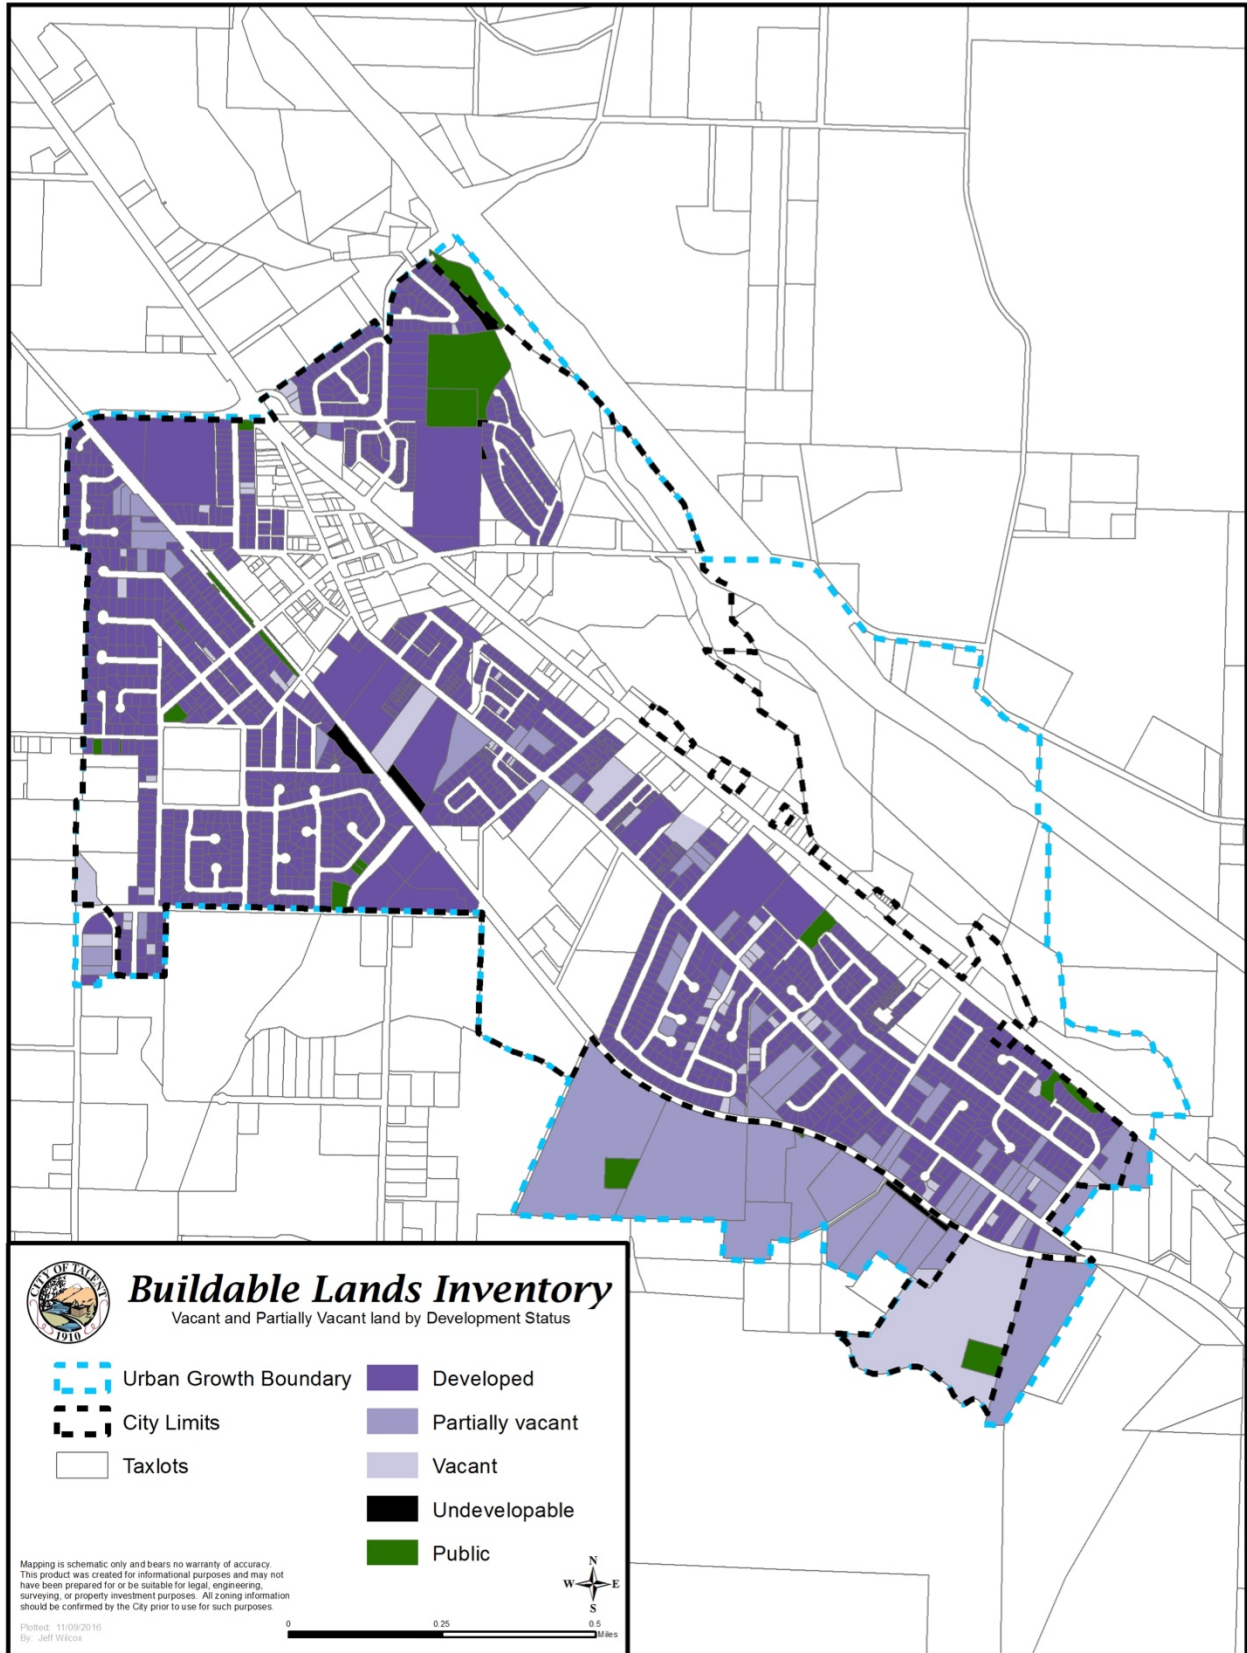 CITY OF TALENT
1910
Buildable Lands Inventory
Vacant and Partially Vacant land by Development Status
Urban Growth Boundary
City Limits
Taxlots
Developed
Partially vacant
Vacant
Undevelopable
Public
Mapping is schematic only and bears no warranty of accuracy.
This product was created for informational purposes and may not
have been prepared for or be suitable for legal, engineering,
surveying, or property investment purposes. All zoning information
should be confirmed by the City prior to use for such purposes.
Plotted: 11/09/2016
By: Jeff Wilcox
N
W E
S
0 0.25 0.5
Miles